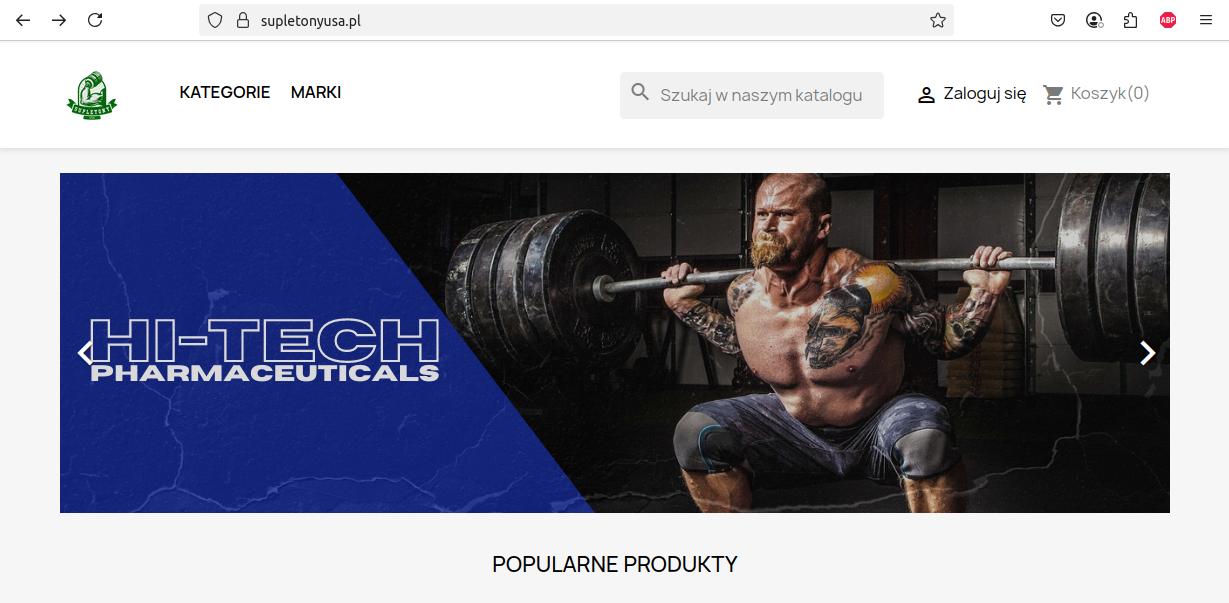 supletonyusa.pl
ABP
SUPLETONY
KATEGORIE MARKI
Szukaj w naszym katalogu
Zaloguj się
Koszyk(0)
HI-TECH
PHARMACEUTICALS
POPULARNE PRODUKTY